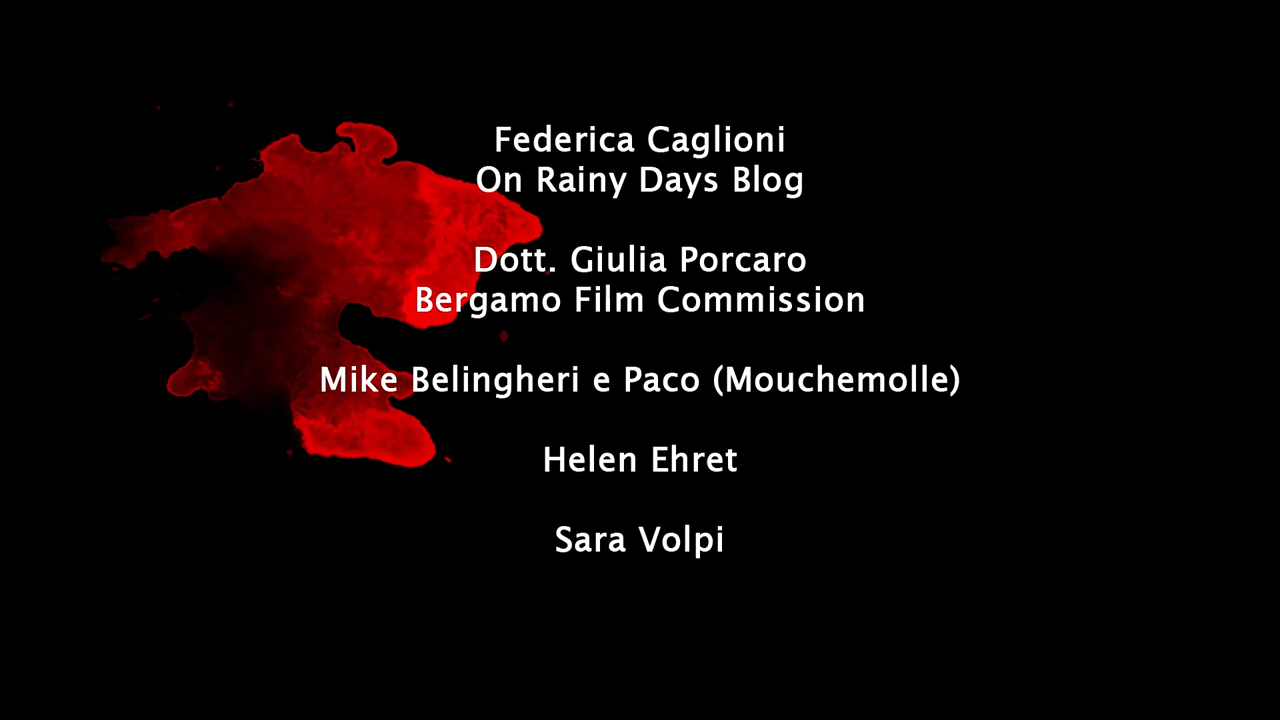 Federica Caglioni
On Rainy Days Blog
Dott. Giulia Porcaro
Bergamo Film Commission
Mike Belingheri e Paco (Mouchemolle)
Helen Ehret
Sara Volpi